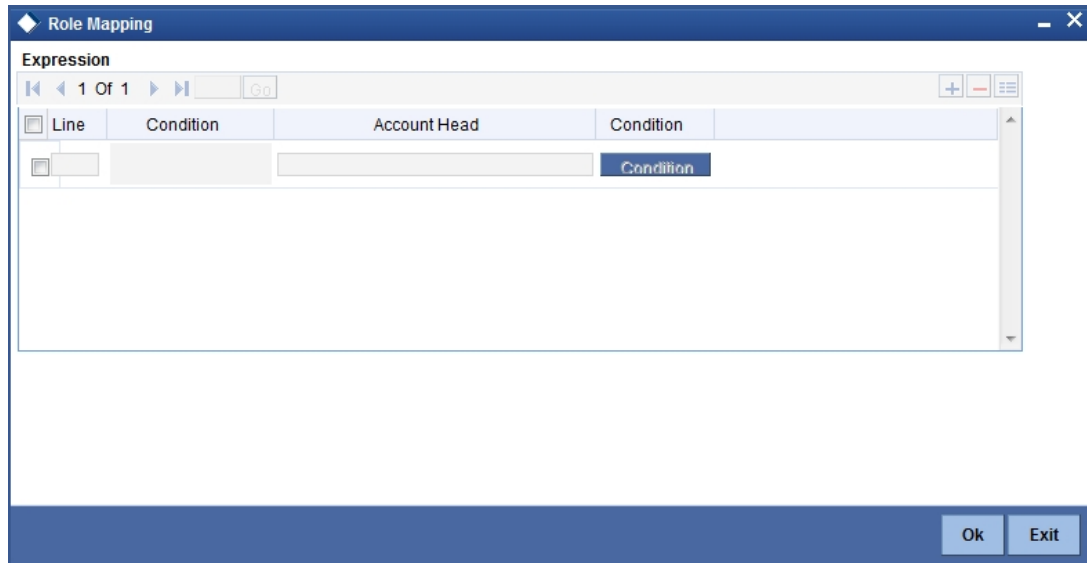 Role Mapping
Expression
1 Of 1 Go
Line Condition Account Head Condition
Condition
Ok Exit